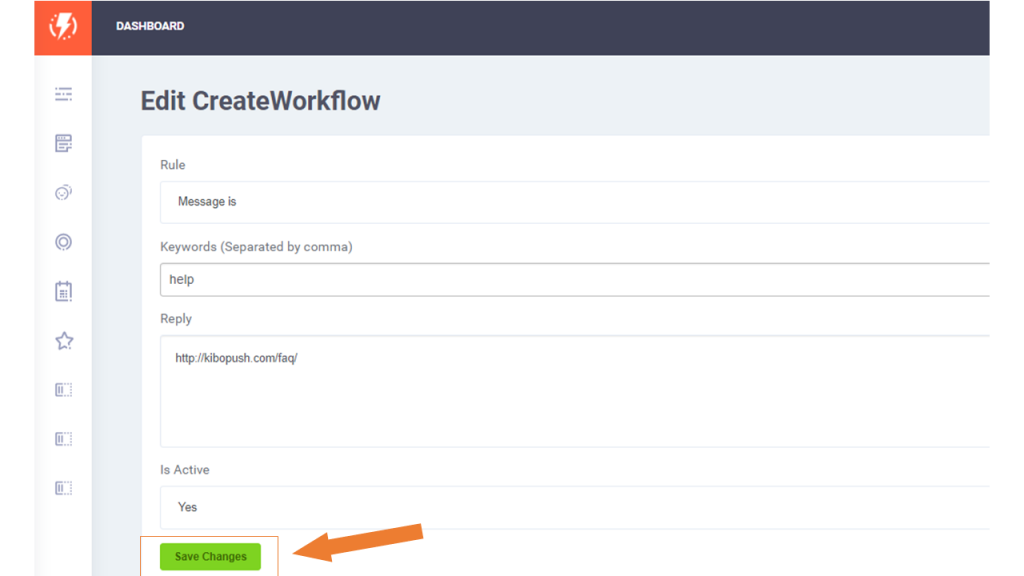 DASHBOARD
Edit CreateWorkflow
Rule
Message is
Keywords (Separated by comma)
help
Reply
http://kibopush.com/faq/
Is Active
Yes
Save Changes